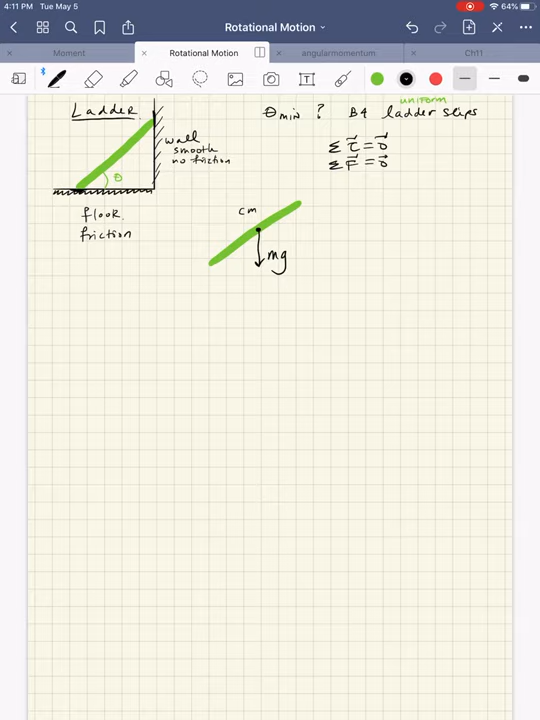 4:11 PM Tue May 5
64%
Rotational Motion
Moment
Rotational Motion
angularmomentum
Ch11
Ladder
θmin ? B4 ladder slips
uniform
wall
smooth
no friction
Στ⃗ = 0⃗
ΣF⃗ = 0⃗
θ
floor
friction
cm
mg